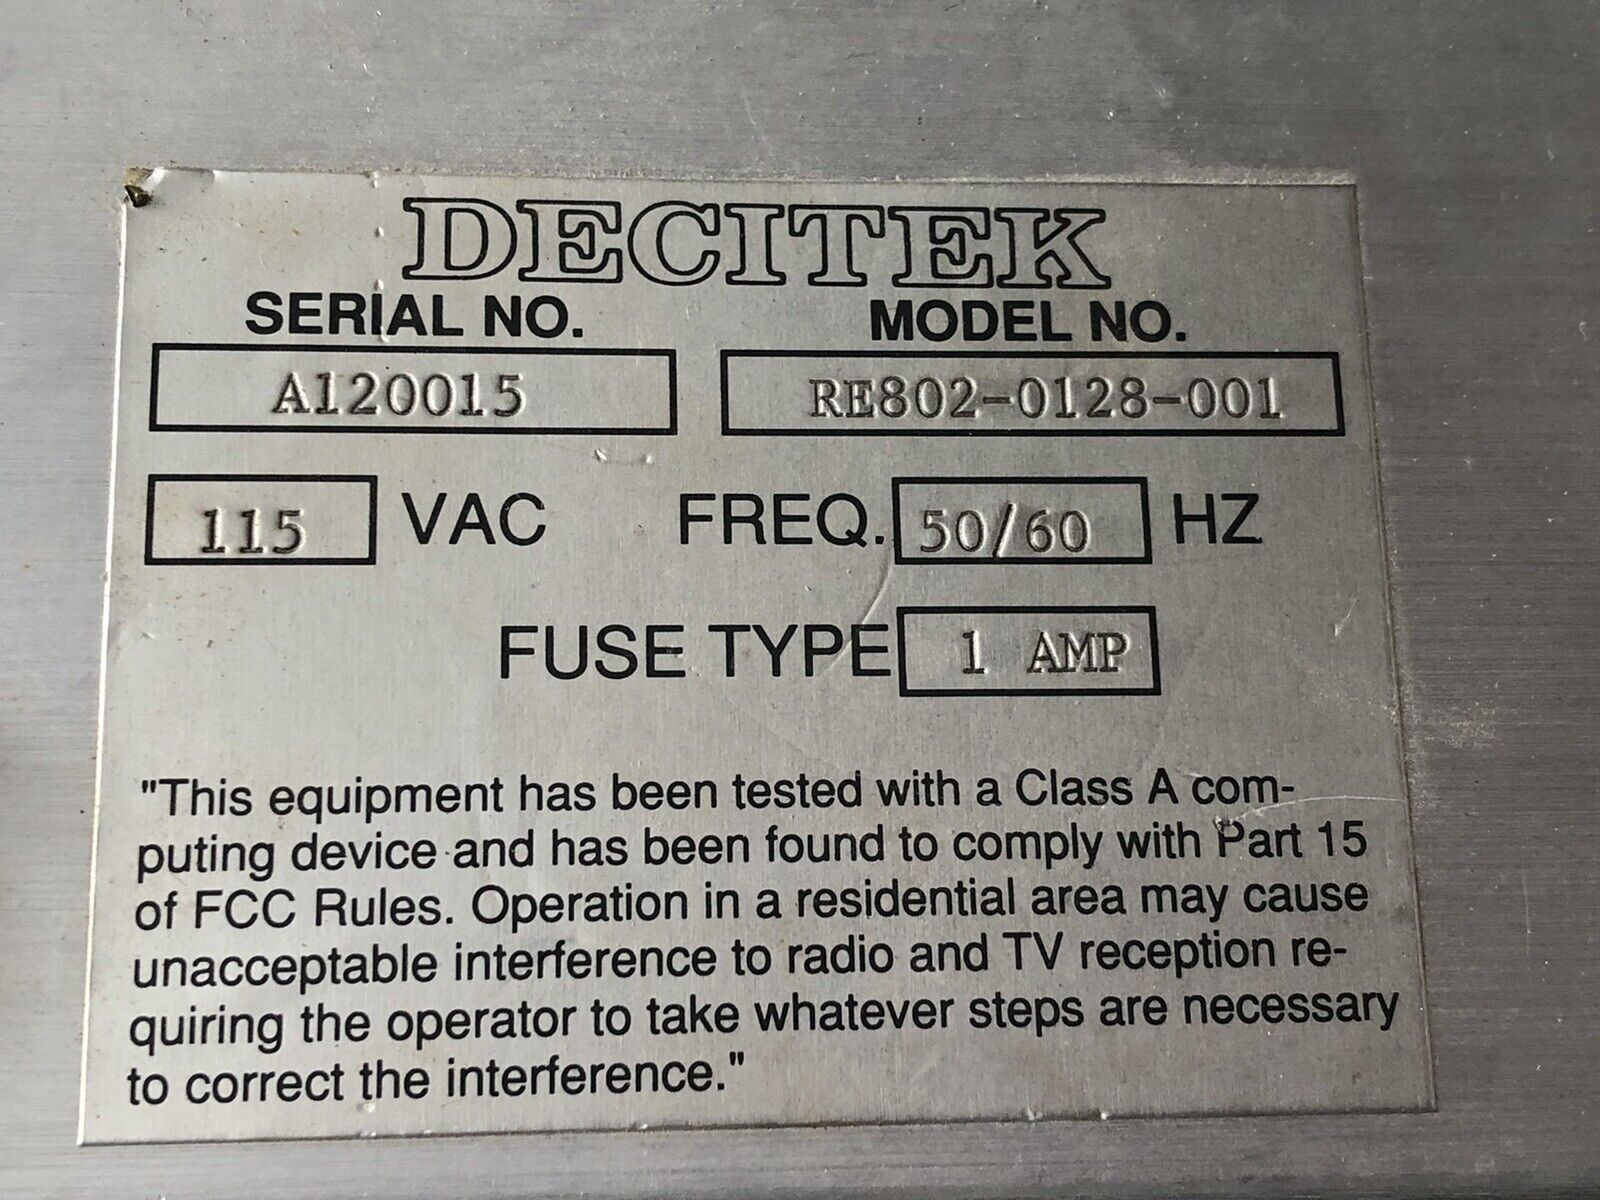 DECITEK
SERIAL NO. MODEL NO.
A120015 RE802-0128-001
115 VAC FREQ. 50/60 HZ
FUSE TYPE 1 AMP
"This equipment has been tested with a Class A com-
puting device and has been found to comply with Part 15
of FCC Rules. Operation in a residential area may cause
unacceptable interference to radio and TV reception re-
quiring the operator to take whatever steps are necessary
to correct the interference."